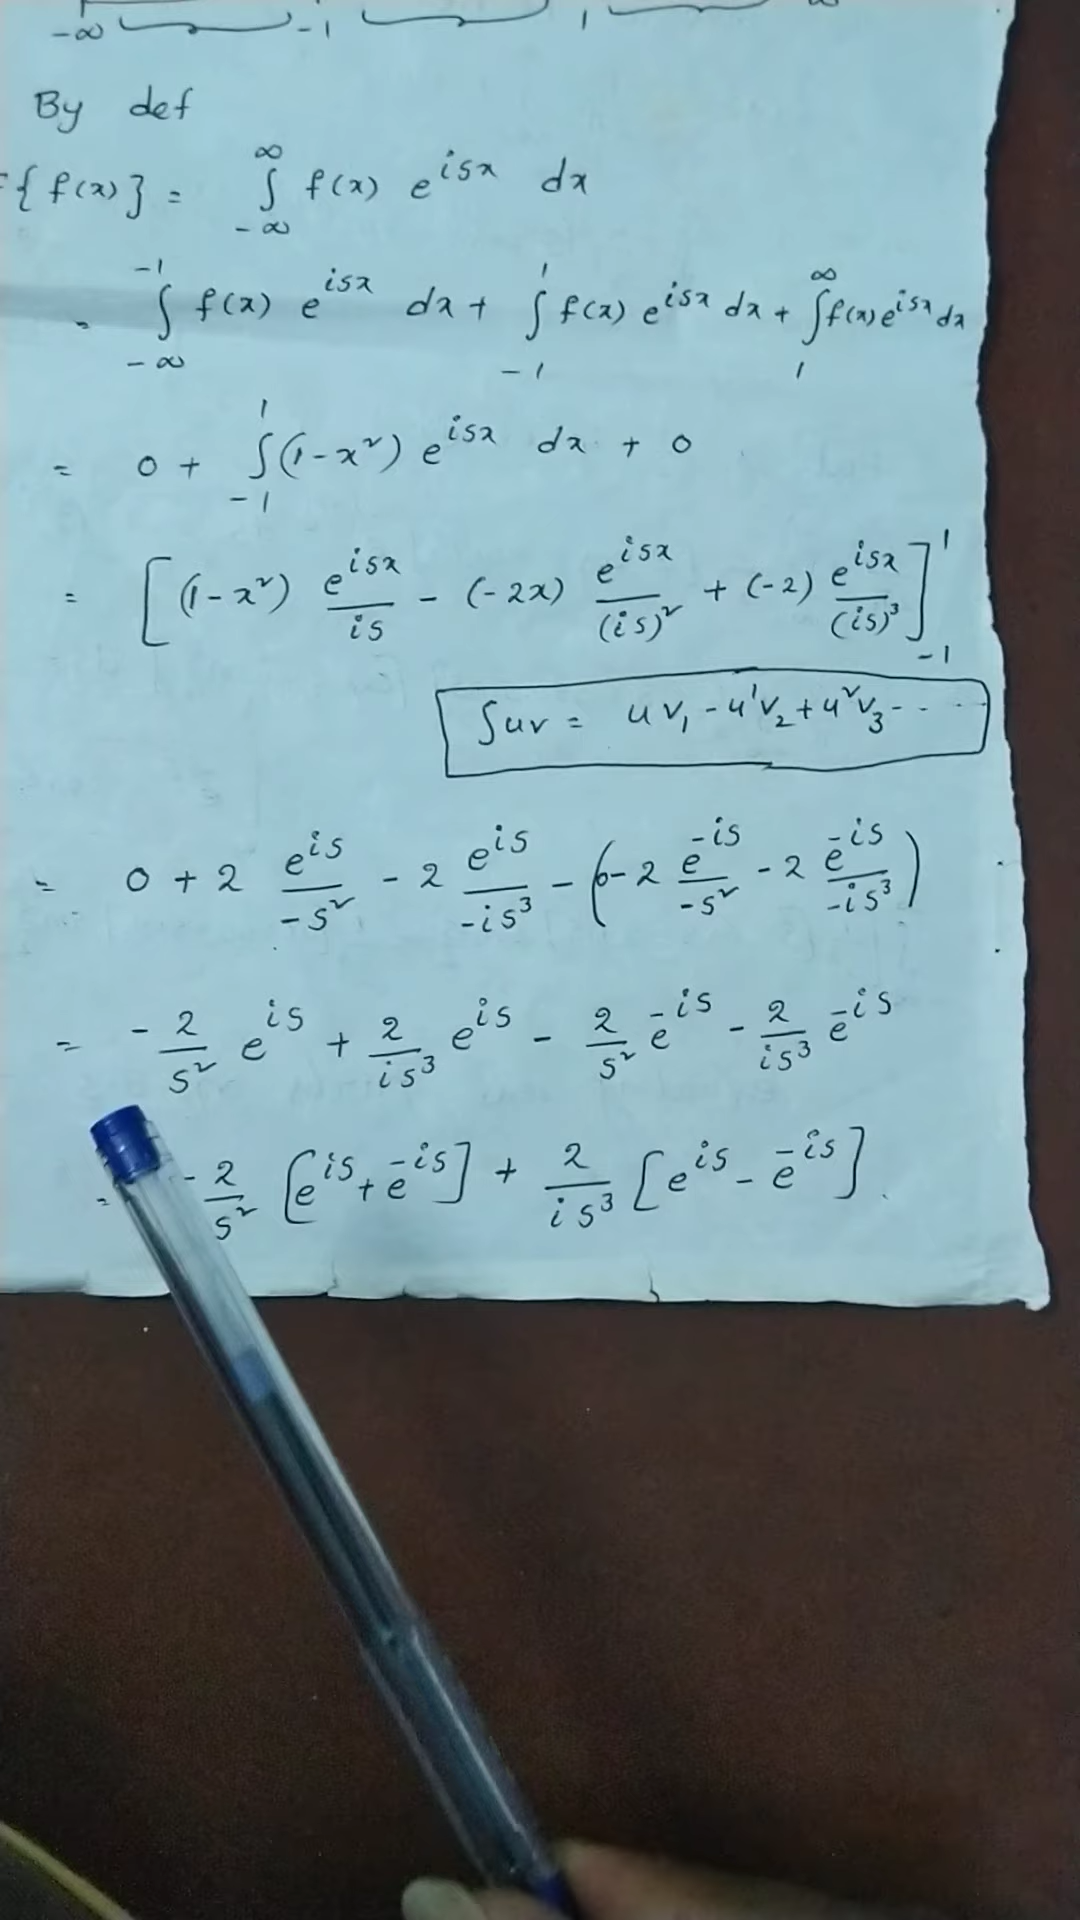 -∞ -1 1 ∞
By def
{f(x)} = ∫_{-∞}^{∞} f(x) e^{isx} dx
= ∫_{-∞}^{-1} f(x) e^{isx} dx + ∫_{-1}^{1} f(x) e^{isx} dx + ∫_{1}^{∞} f(x) e^{isx} dx
= 0 + ∫_{-1}^{1} (1-x²) e^{isx} dx + 0
= [(1-x²) e^{isx}/is - (-2x) e^{isx}/(is)² + (-2) e^{isx}/(is)³]_{-1}^{1}
∫uv = uv₁ - u'v₂ + u''v₃ - - - -
= 0 + 2 e^{is}/-s² - 2 e^{is}/-is³ - (0 - 2 e^{-is}/-s² - 2 e^{-is}/-is³)
= -2/s² e^{is} + 2/is³ e^{is} - 2/s² e^{-is} - 2/is³ e^{-is}
= -2/s² [e^{is} + e^{-is}] + 2/is³ [e^{is} - e^{-is}].